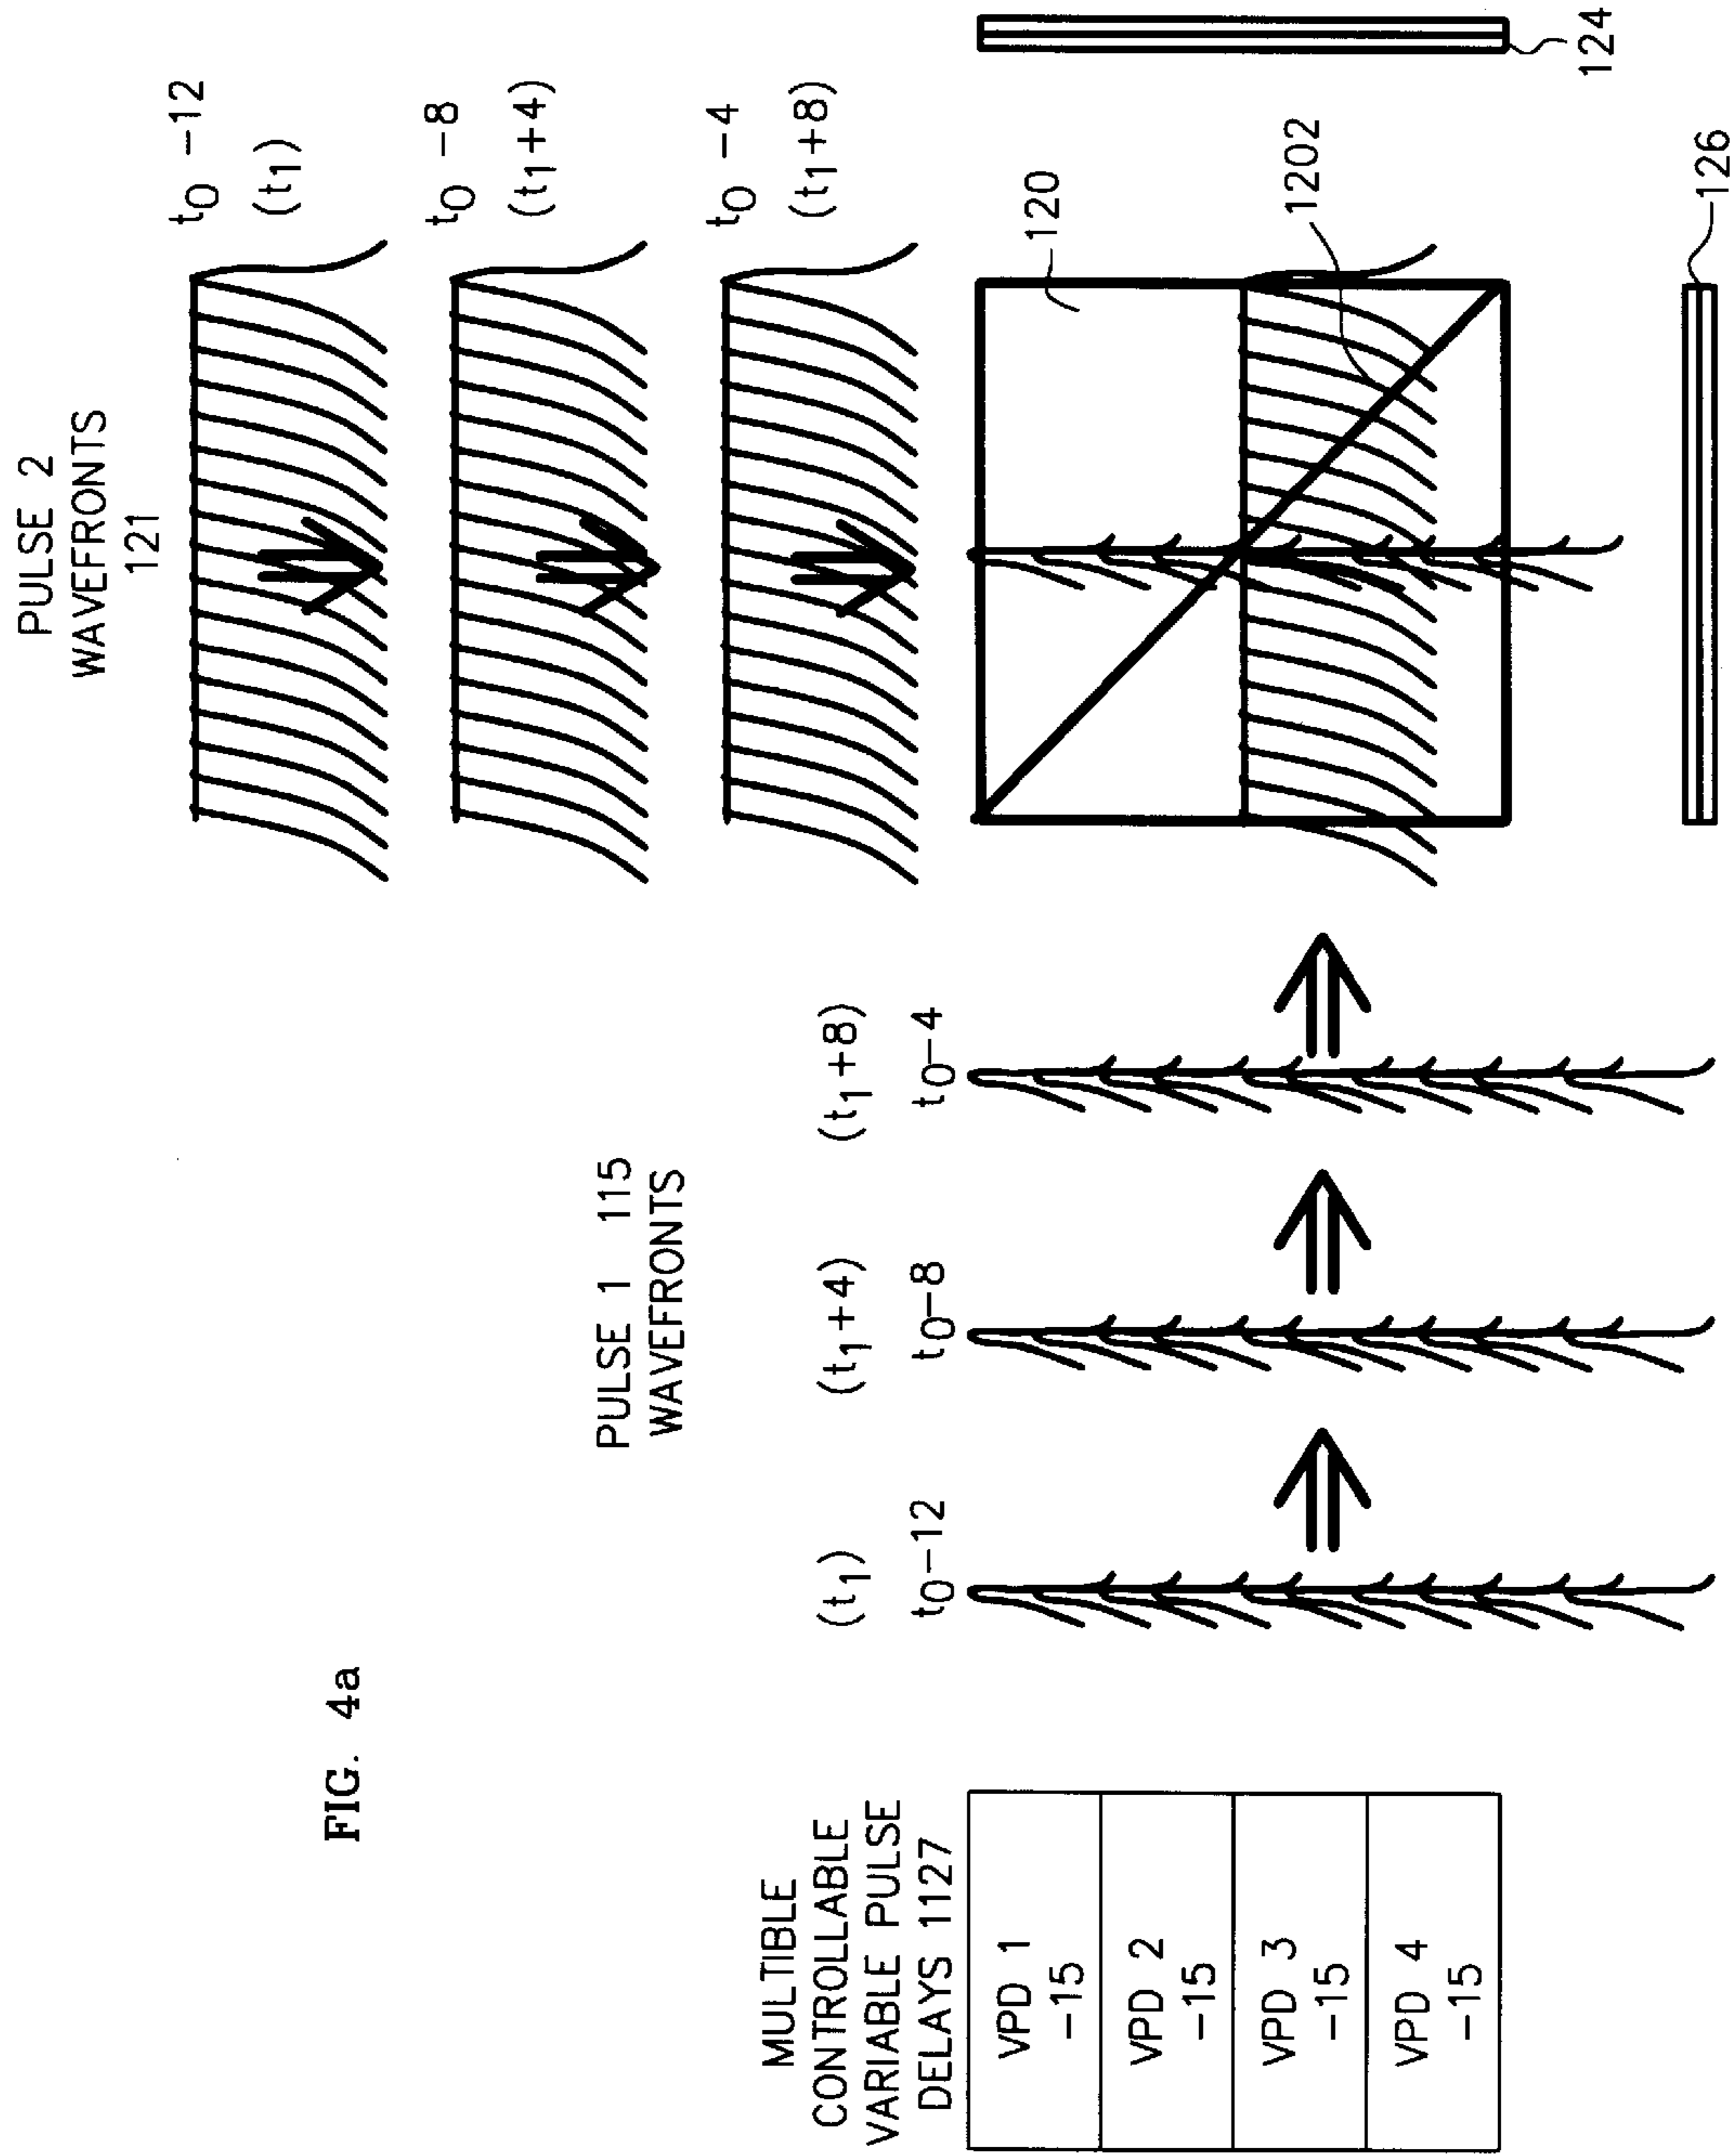 FIG. 4a
PULSE 2
WAVEFRONTS
121
t0 -12
(t1)
t0 -8
(t1+4)
t0 -4
(t1+8)
PULSE 1 115
WAVEFRONTS
(t1)
t0-12
(t1+4)
t0-8
(t1+8)
t0-4
MULTIBLE
CONTROLLABLE
VARIABLE PULSE
DELAYS 1127
VPD 1
-15
VPD 2
-15
VPD 3
-15
VPD 4
-15
120
1202
124
126